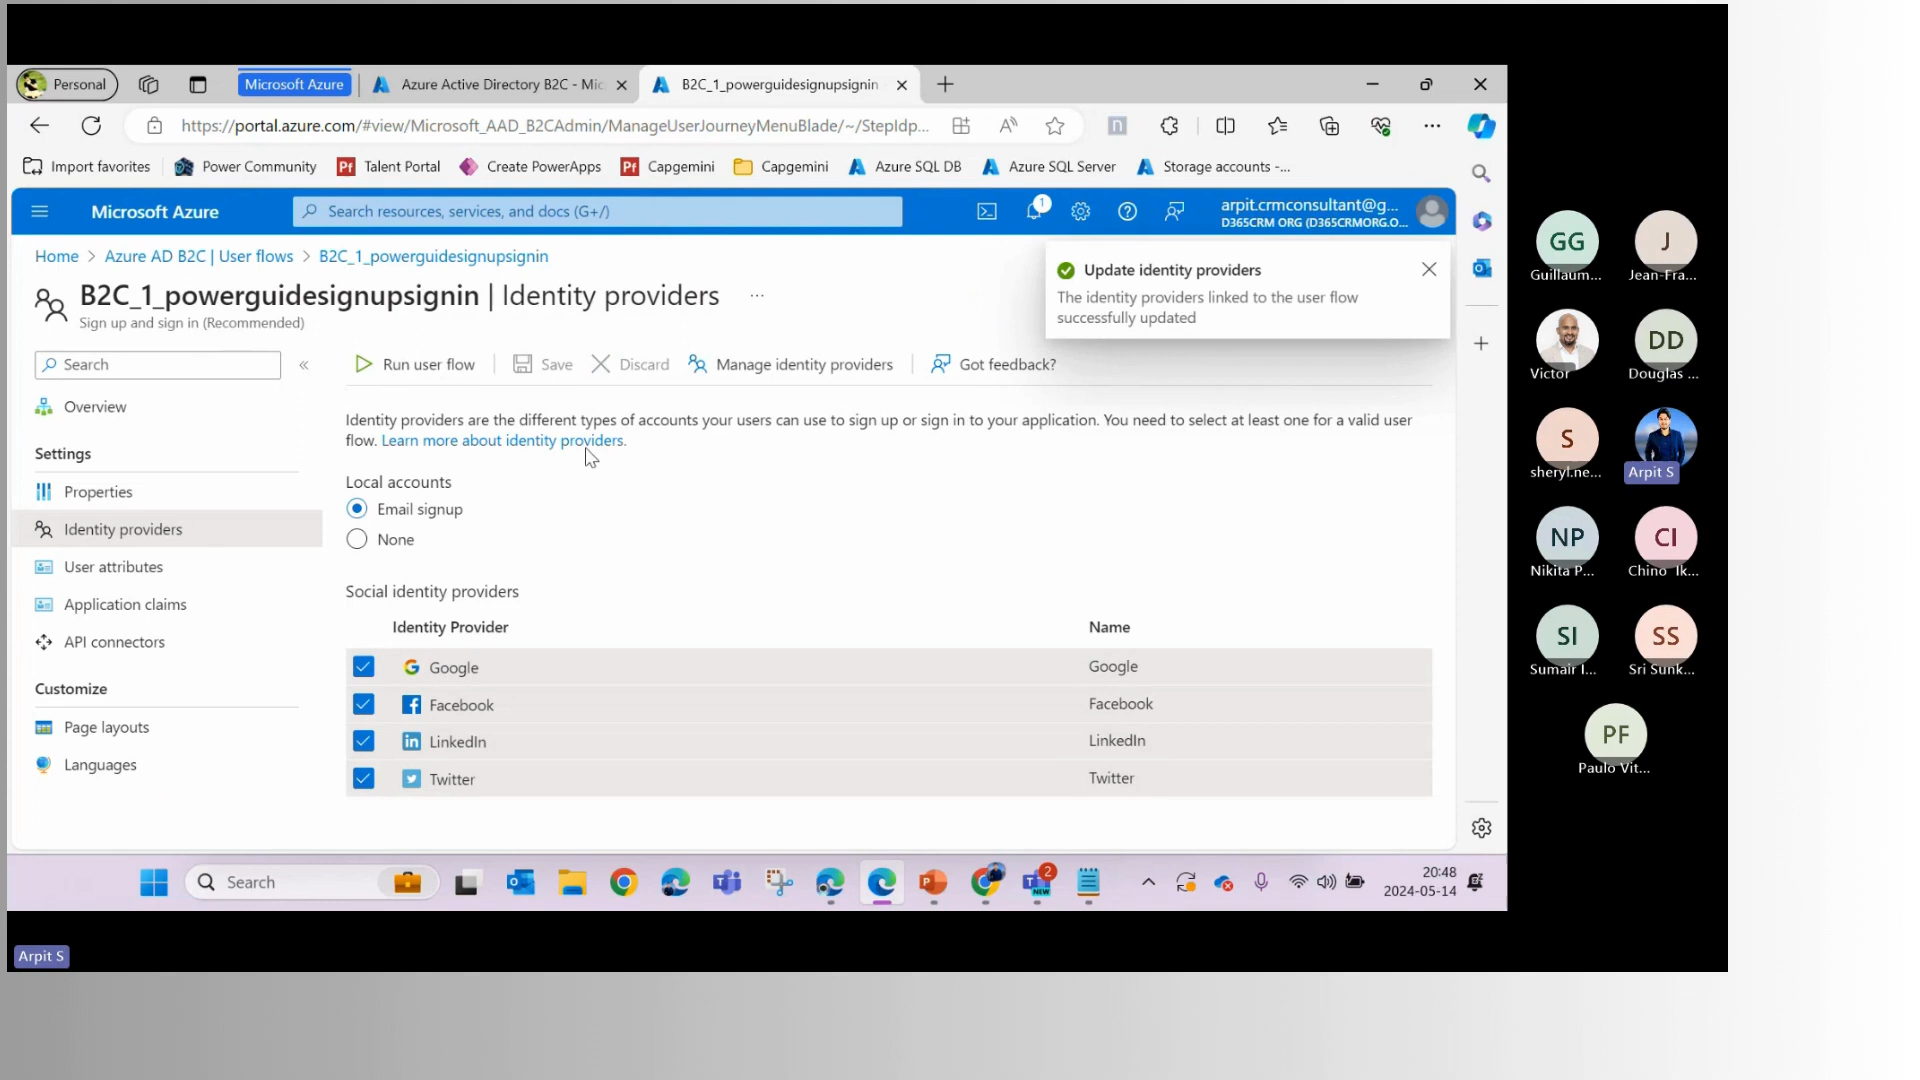 Personal
Microsoft Azure
Azure Active Directory B2C - Mic
B2C_1_powerguidesignupsignin
https://portal.azure.com/#view/Microsoft_AAD_B2CAdmin/ManageUserJourneyMenuBlade/~/StepIdp...
Import favorites
Power Community
Talent Portal
Create PowerApps
Capgemini
Capgemini
Azure SQL DB
Azure SQL Server
Storage accounts -...
Microsoft Azure
Search resources, services, and docs (G+/)
1
arpit.crmconsultant@g...
D365CRM ORG (D365CRMORG.O...
Home > Azure AD B2C | User flows > B2C_1_powerguidesignupsignin
B2C_1_powerguidesignupsignin | Identity providers ...
Sign up and sign in (Recommended)
Update identity providers
The identity providers linked to the user flow
successfully updated
Search
«
Run user flow
Save
Discard
Manage identity providers
Got feedback?
Overview
Settings
Properties
Identity providers
User attributes
Application claims
API connectors
Customize
Page layouts
Languages
Identity providers are the different types of accounts your users can use to sign up or sign in to your application. You need to select at least one for a valid user
flow. Learn more about identity providers.
Local accounts
Email signup
None
Social identity providers
Identity Provider
Name
Google
Google
Facebook
Facebook
LinkedIn
LinkedIn
Twitter
Twitter
Search
2
NEW
20:48
2024-05-14
GG
Guillaum...
J
Jean-Fra...
Victor
DD
Douglas ...
S
sheryl.ne...
Arpit S
NP
Nikita P...
CI
Chino Ik...
SI
Sumair I...
SS
Sri Sunk...
PF
Paulo Vit...
Arpit S